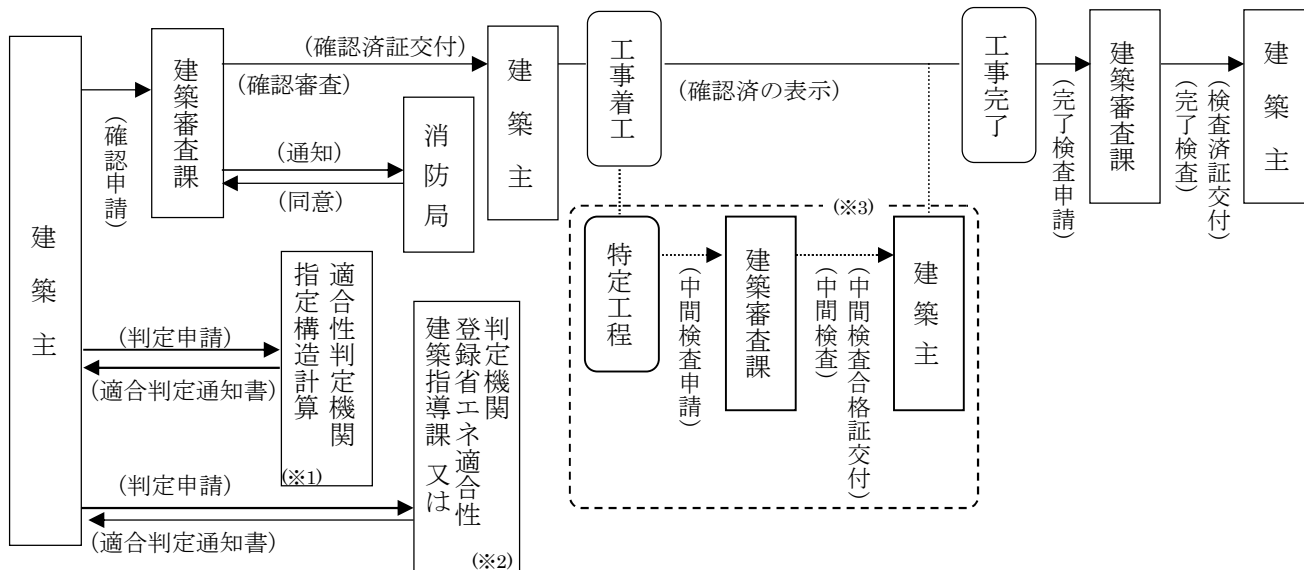 建築主
(確認申請)
建築審査課
(確認済証交付)
(確認審査)
(通知)
(同意)
消防局
建築主
工事着工
(確認済の表示)
工事完了
(完了検査申請)
建築審査課
(検査済証交付)
(完了検査)
建築主
(※3)
特定工程
(中間検査申請)
建築審査課
(中間検査合格証交付)
(中間検査)
建築主
(判定申請)
(適合判定通知書)
指定構造計算
適合性判定機関
(※1)
(判定申請)
(適合判定通知書)
建築指導課 又は
登録省エネ適合性
判定機関
(※2)